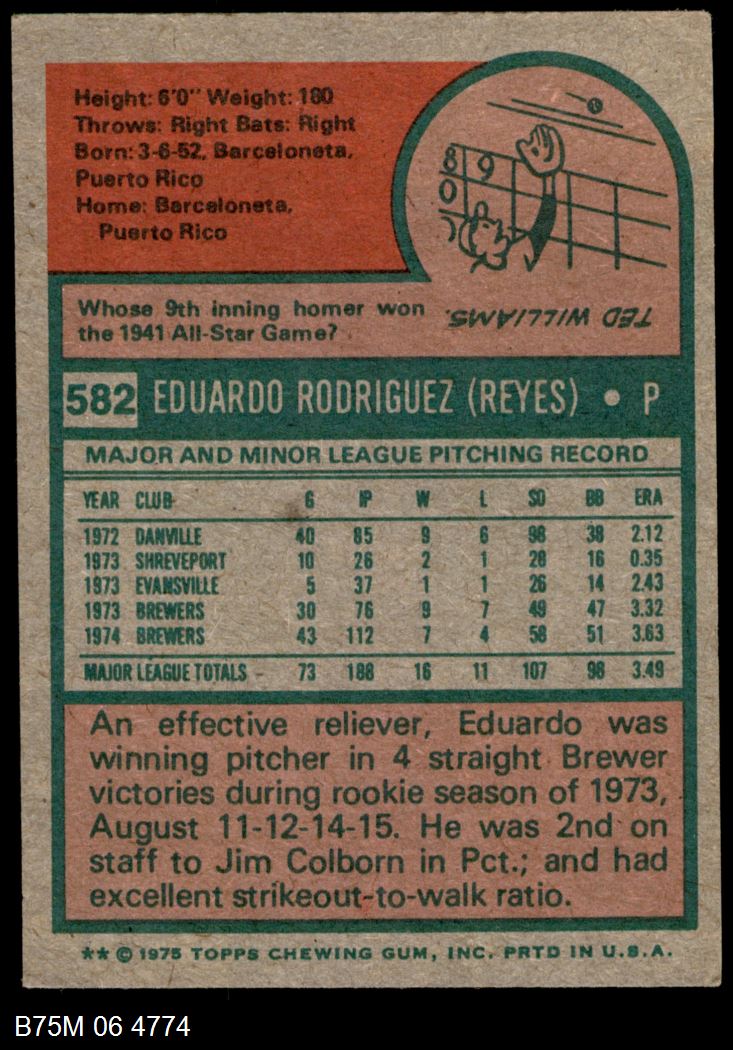 Height: 6'0" Weight: 180
Throws: Right Bats: Right
Born: 3-6-52, Barceloneta,
Puerto Rico
Home: Barceloneta,
Puerto Rico
8 9
0
Whose 9th inning homer won
the 1941 All-Star Game?
TED WILLIAMS.
582 EDUARDO RODRIGUEZ (REYES) • P
MAJOR AND MINOR LEAGUE PITCHING RECORD
YEAR CLUB G IP W L SO BB ERA
1972 DANVILLE 40 85 9 6 98 38 2.12
1973 SHREVEPORT 10 26 2 1 28 16 0.35
1973 EVANSVILLE 5 37 1 1 26 14 2.43
1973 BREWERS 30 76 9 7 49 47 3.32
1974 BREWERS 43 112 7 4 58 51 3.63
MAJOR LEAGUE TOTALS 73 188 16 11 107 98 3.49
An effective reliever, Eduardo was
winning pitcher in 4 straight Brewer
victories during rookie season of 1973,
August 11-12-14-15. He was 2nd on
staff to Jim Colborn in Pct.; and had
excellent strikeout-to-walk ratio.
** © 1975 TOPPS CHEWING GUM, INC. PRTD IN U.S.A.
B75M 06 4774